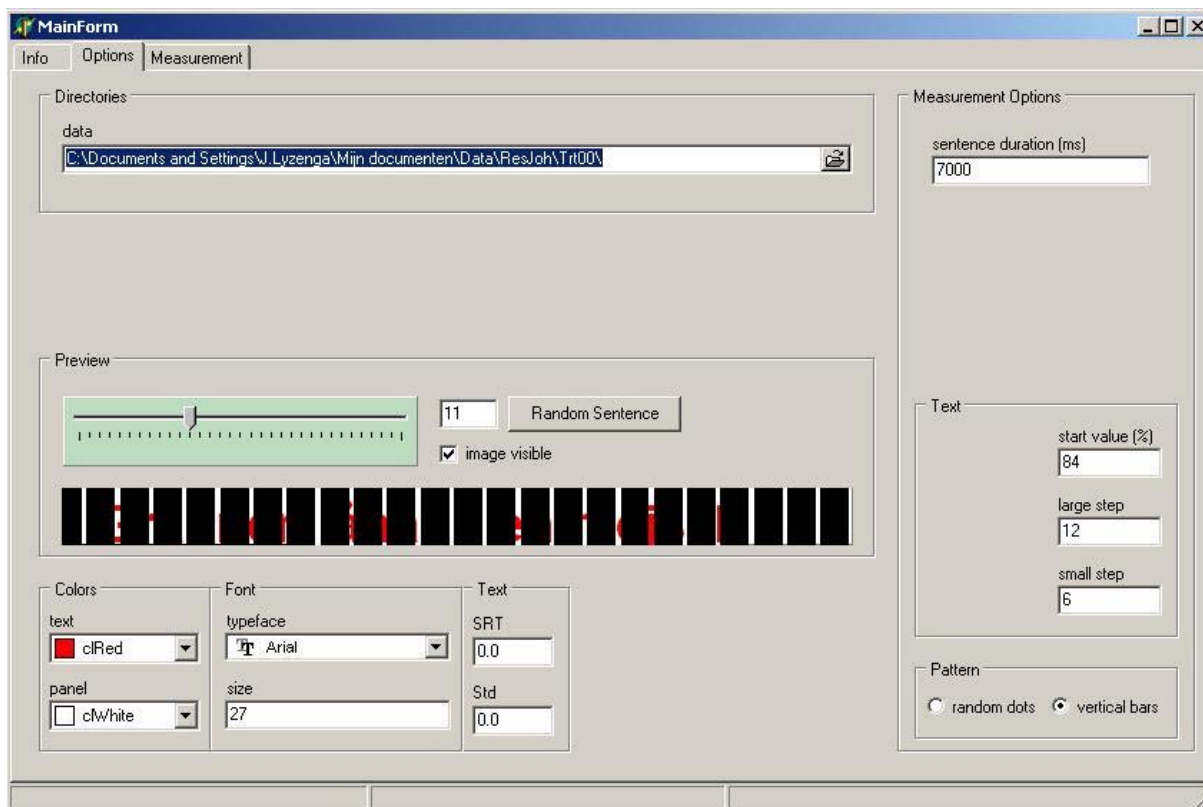 MainForm
Info Options Measurement
Directories
data
C:\Documents and Settings\J.Lyzenga\Mijn documenten\Data\ResJoh\Trt00\
Measurement Options
sentence duration (ms)
7000
Preview
11 Random Sentence
image visible
Text
start value (%)
84
large step
12
small step
6
Colors
text
clRed
panel
clWhite
Font
typeface
Arial
size
27
Text
SRT
0.0
Std
0.0
Pattern
random dots vertical bars